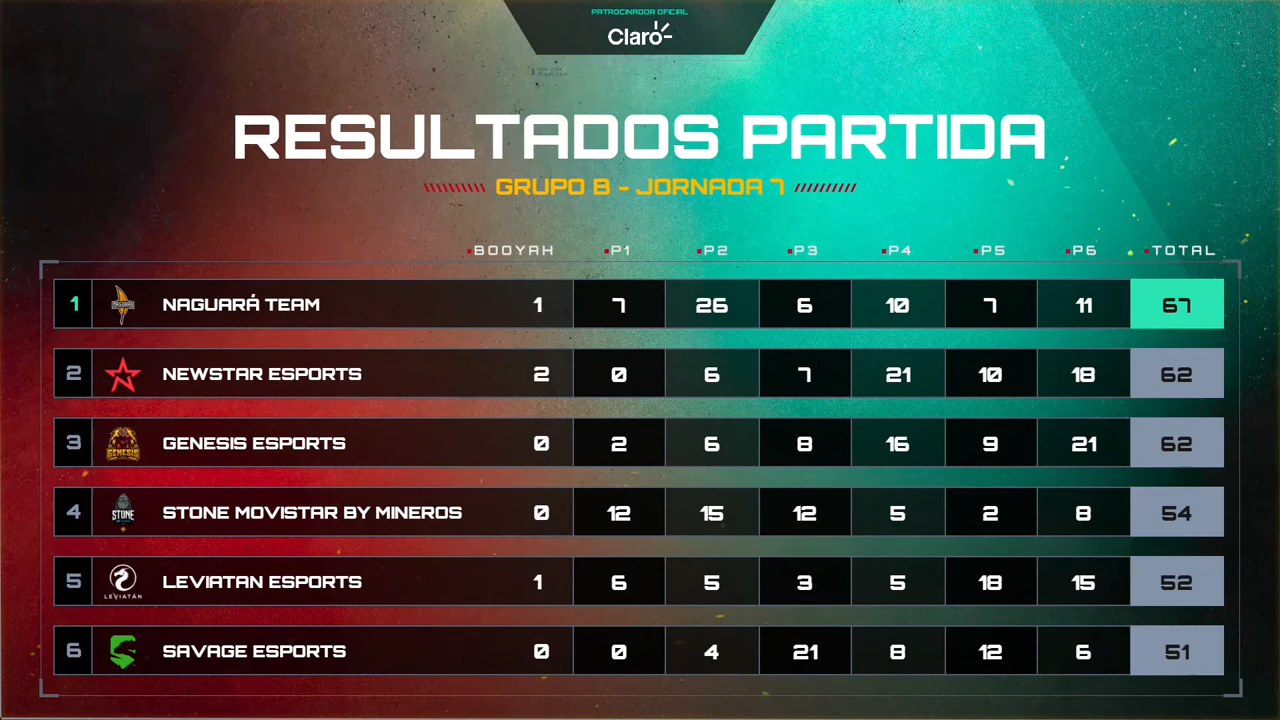 PATROCINADOR OFICIAL
Claro
RESULTADOS PARTIDA
GRUPO B - JORNADA 7
BOOYAH P1 P2 P3 P4 P5 P6 TOTAL
1 NAGUARÁ TEAM 1 7 26 6 10 7 11 67
2 NEWSTAR ESPORTS 2 0 6 7 21 10 18 62
3 GENESIS GENESIS ESPORTS 0 2 6 8 16 9 21 62
4 STONE STONE MOVISTAR BY MINEROS 0 12 15 12 5 2 8 54
5 LEVIATÁN LEVIATAN ESPORTS 1 6 5 3 5 18 15 52
6 SAVAGE ESPORTS 0 0 4 21 8 12 6 51